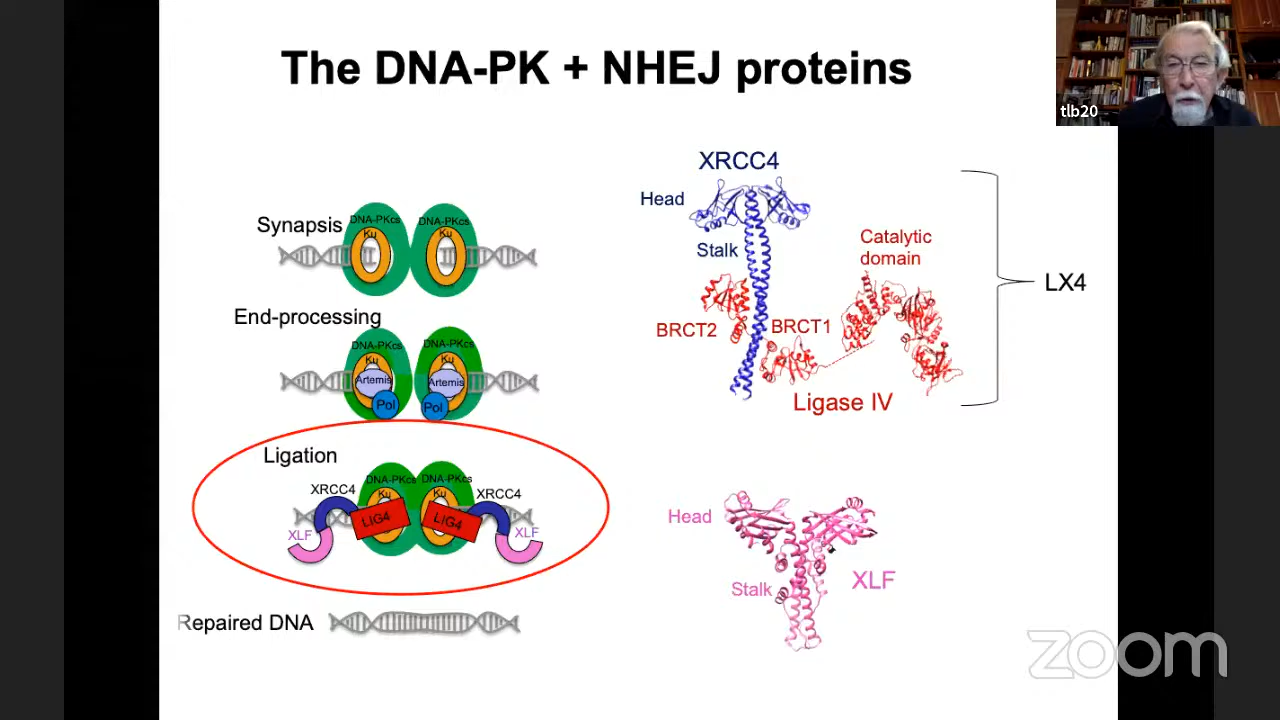 The DNA-PK + NHEJ proteins
tlb20
Synapsis
DNA-PKcs
DNA-PKcs
Ku
Ku
End-processing
DNA-PKcs
DNA-PKcs
Ku
Ku
Artemis
Artemis
Pol
Pol
Ligation
XRCC4
DNA-PKcs
DNA-PKcs
XRCC4
Ku
Ku
LIG4
LIG4
XLF
XLF
Repaired DNA
XRCC4
Head
Stalk
Catalytic
domain
BRCT2
BRCT1
Ligase IV
LX4
Head
Stalk
XLF
zoom